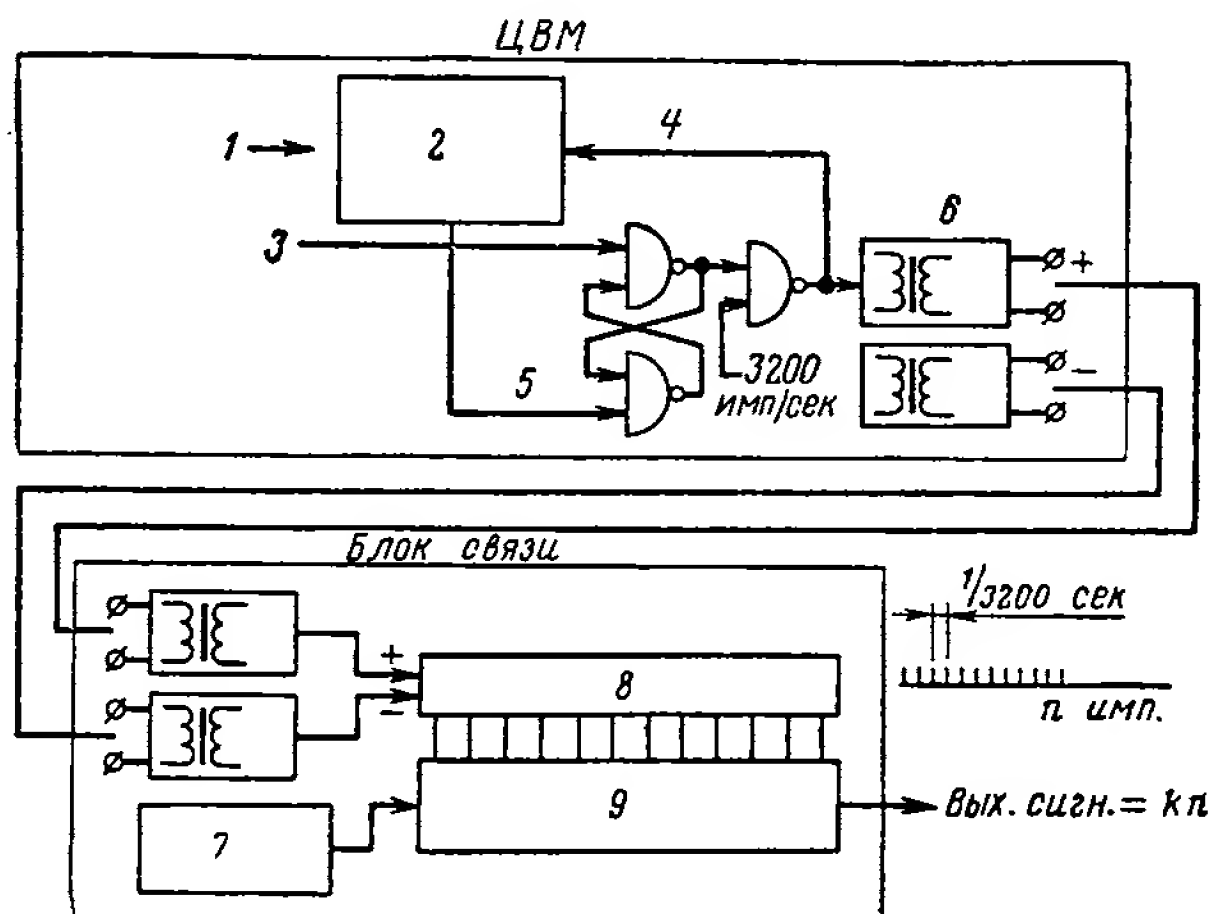 ЦВМ
1
2
4
3
6
+
5
3200
имп/сек
–
Блок связи
1/3200 сек
+
–
8
n имп.
7
9
Вых. сигн. = kn